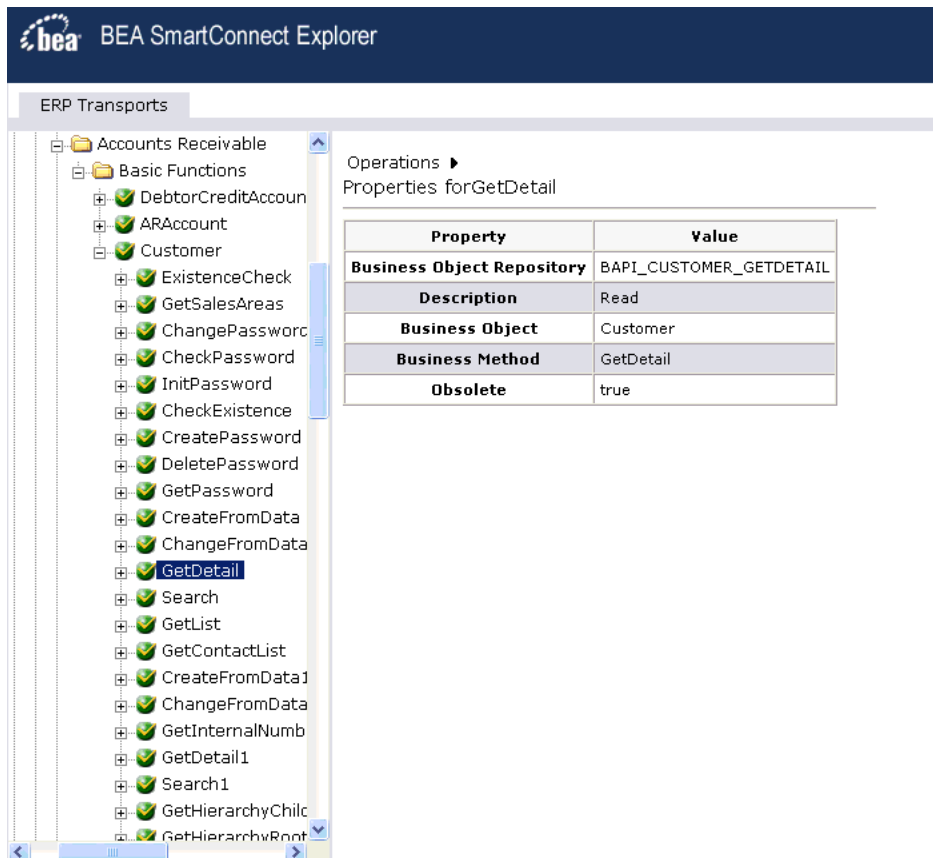 bea BEA SmartConnect Explorer
ERP Transports
Accounts Receivable
Basic Functions
DebtorCreditAccoun
ARAccount
Customer
ExistenceCheck
GetSalesAreas
ChangePassword
CheckPassword
InitPassword
CheckExistence
CreatePassword
DeletePassword
GetPassword
CreateFromData
ChangeFromData
GetDetail
Search
GetList
GetContactList
CreateFromData1
ChangeFromData
GetInternalNumb
GetDetail1
Search1
GetHierarchyChild
GetHierarchyRoot
Operations
Properties forGetDetail
Property Value
Business Object Repository BAPI_CUSTOMER_GETDETAIL
Description Read
Business Object Customer
Business Method GetDetail
Obsolete true